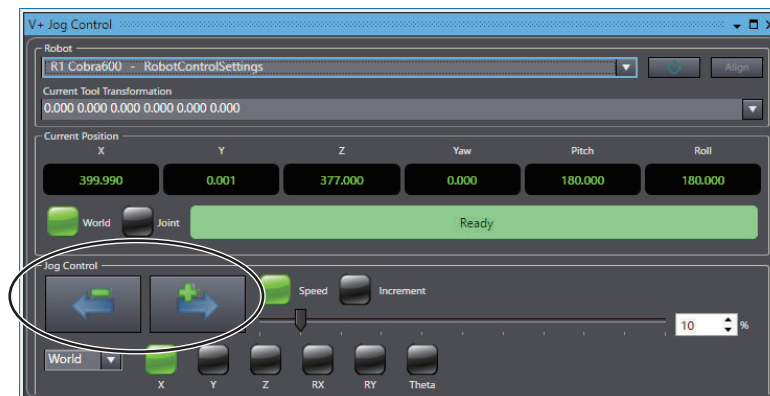 V+ Jog Control
Robot
R1 Cobra600 - RobotControlSettings
Align
Current Tool Transformation
0.000 0.000 0.000 0.000 0.000 0.000
Current Position
X Y Z Yaw Pitch Roll
399.990 0.001 377.000 0.000 180.000 180.000
World Joint Ready
Jog Control
Speed Increment
10 %
World
X Y Z RX RY Theta